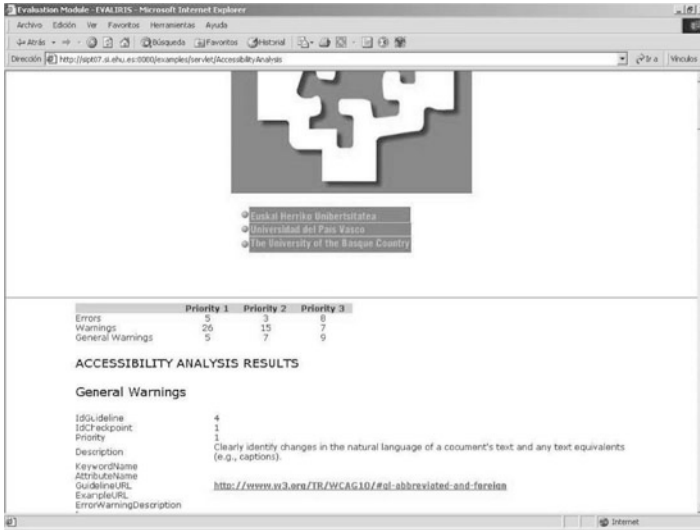 Evaluation Module - EVALIRIS - Microsoft Internet Explorer
Archivo Edición Ver Favoritos Herramientas Ayuda
Atrás Búsqueda Favoritos Historial
Dirección http://sipt07.si.ehu.es:8080/examples/servlet/AccessibilityAnalysis Ir a Vínculos
Euskal Herriko Unibertsitatea
Universidad del País Vasco
The University of the Basque Country
Priority 1 Priority 2 Priority 3
Errors 5 3 8
Warnings 26 15 7
General Warnings 5 7 9
ACCESSIBILITY ANALYSIS RESULTS
General Warnings
IdGuideline 4
IdCheckpoint 1
Priority 1
Description Clearly identify changes in the natural language of a document's text and any text equivalents
(e.g., captions).
KeywordName
AttributeName
GuidelineURL http://www.w3.org/TR/WCAG10/#gl-abbreviated-and-foreign
ExampleURL
ErrorWarningDescription
Internet